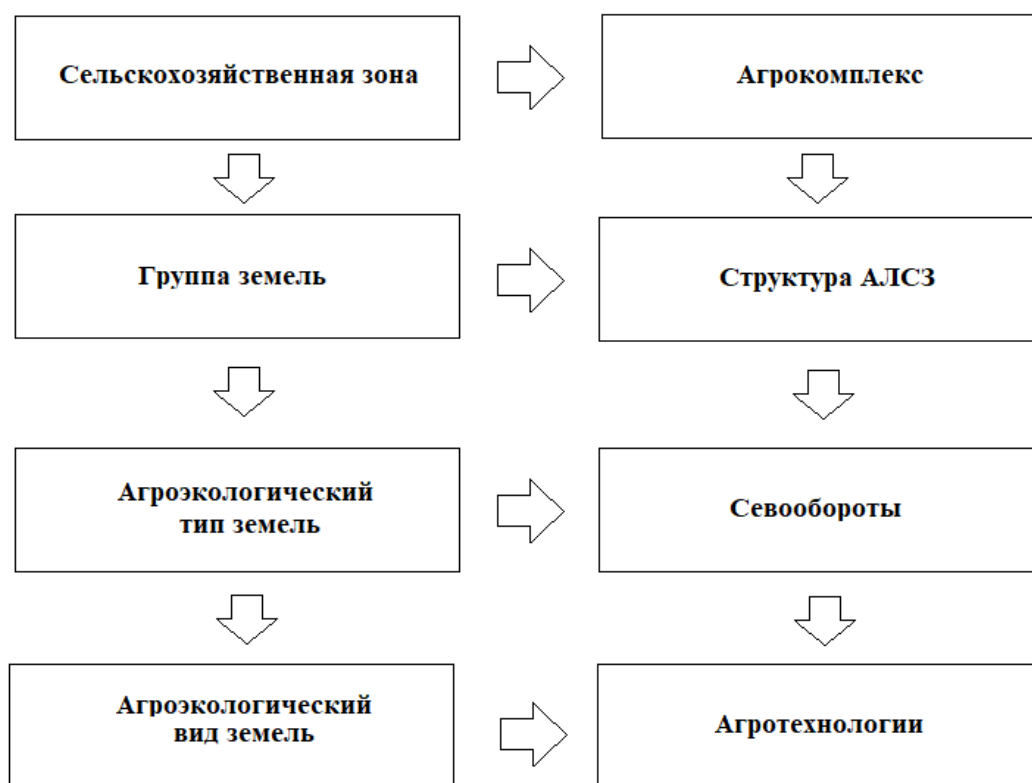 Сельскохозяйственная зона
Агрокомплекс
Группа земель
Структура АЛСЗ
Агроэкологический
тип земель
Севообороты
Агроэкологический
вид земель
Агротехнологии